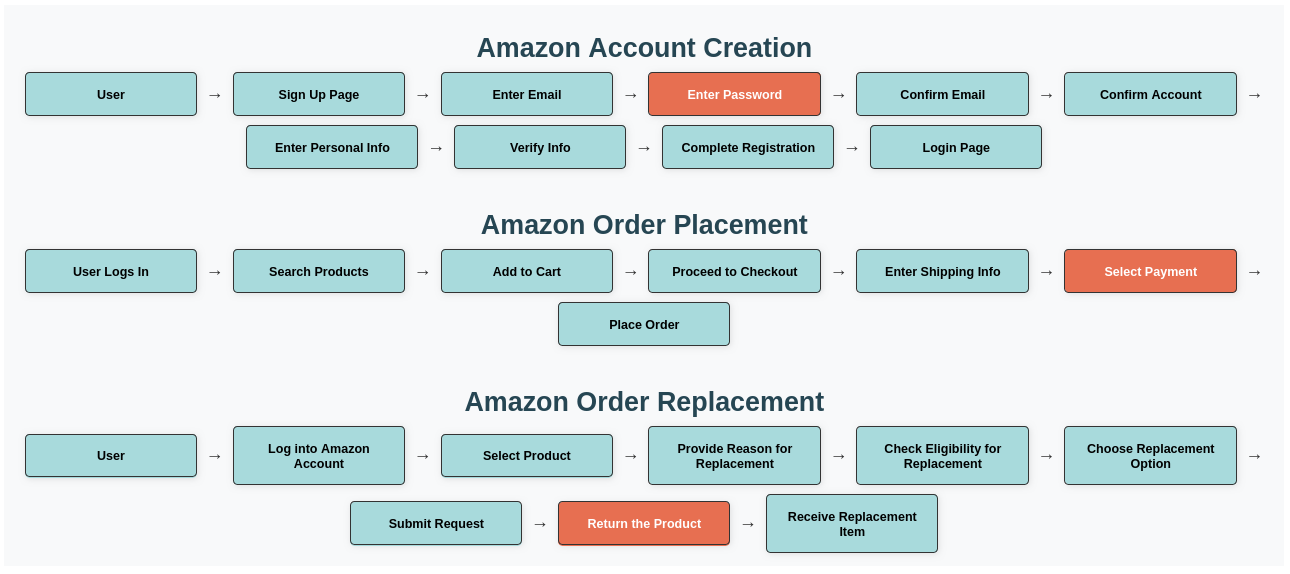 Amazon Account Creation
User → Sign Up Page → Enter Email → Enter Password → Confirm Email → Confirm Account →
Enter Personal Info → Verify Info → Complete Registration → Login Page
Amazon Order Placement
User Logs In → Search Products → Add to Cart → Proceed to Checkout → Enter Shipping Info → Select Payment →
Place Order
Amazon Order Replacement
User → Log into Amazon Account → Select Product → Provide Reason for Replacement → Check Eligibility for Replacement → Choose Replacement Option →
Submit Request → Return the Product → Receive Replacement Item